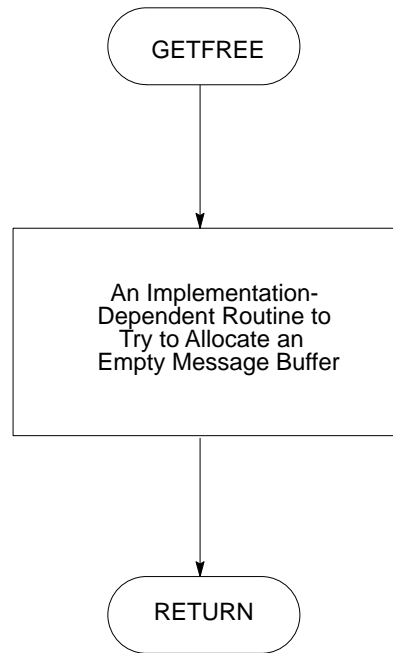 GETFREE
An Implementation-
Dependent Routine to
Try to Allocate an
Empty Message Buffer
RETURN